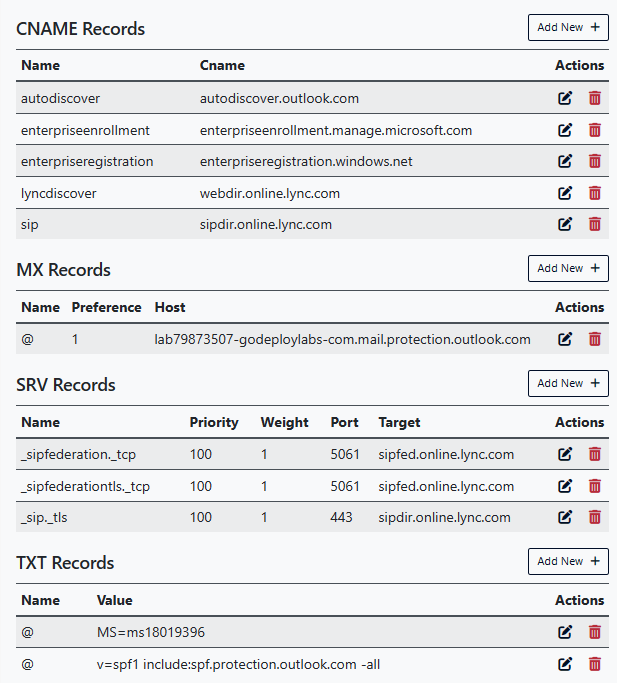 CNAME Records Add New +
Name Cname Actions
autodiscover autodiscover.outlook.com
enterpriseenrollment enterpriseenrollment.manage.microsoft.com
enterpriseregistration enterpriseregistration.windows.net
lyncdiscover webdir.online.lync.com
sip sipdir.online.lync.com
MX Records Add New +
Name Preference Host Actions
@ 1 lab79873507-godeploylabs-com.mail.protection.outlook.com
SRV Records Add New +
Name Priority Weight Port Target Actions
_sipfederation._tcp 100 1 5061 sipfed.online.lync.com
_sipfederationtls._tcp 100 1 5061 sipfed.online.lync.com
_sip._tls 100 1 443 sipdir.online.lync.com
TXT Records Add New +
Name Value Actions
@ MS=ms18019396
@ v=spf1 include:spf.protection.outlook.com -all